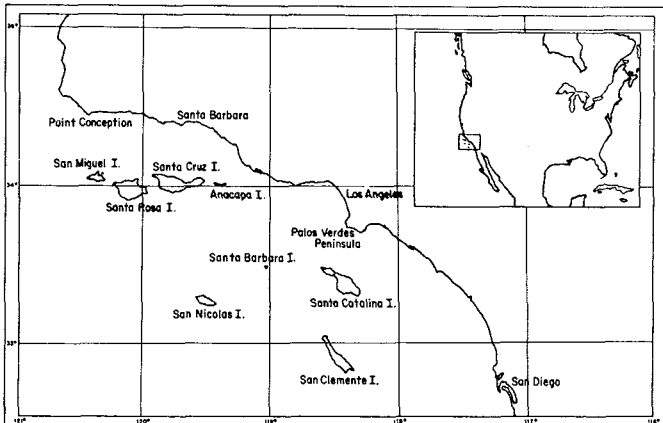 Point Conception
Santa Barbara
San Miguel I.
Santa Cruz I.
Santa Rosa I.
Anacapa I.
Los Angeles
Palos Verdes
Peninsula
Santa Barbara I.
San Nicolas I.
Santa Catalina I.
San Clemente I.
San Diego
34°
33°
120°
119°
118°
117°